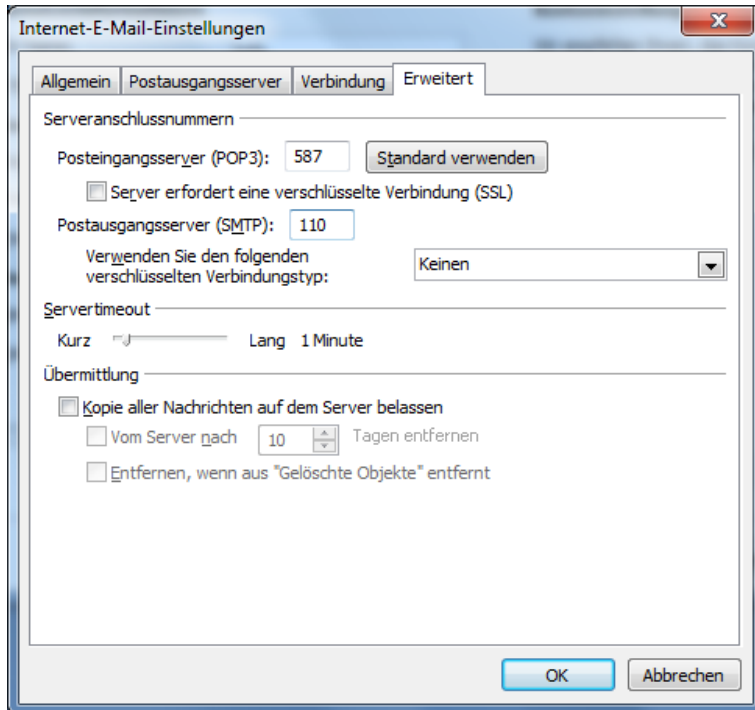 Internet-E-Mail-Einstellungen
Allgemein Postausgangsserver Verbindung Erweitert
Serveranschlussnummern
Posteingangsserver (POP3): 587 Standard verwenden
Server erfordert eine verschlüsselte Verbindung (SSL)
Postausgangsserver (SMTP): 110
Verwenden Sie den folgenden
verschlüsselten Verbindungstyp: Keinen
Servertimeout
Kurz Lang 1 Minute
Übermittlung
Kopie aller Nachrichten auf dem Server belassen
Vom Server nach 10 Tagen entfernen
Entfernen, wenn aus "Gelöschte Objekte" entfernt
OK Abbrechen